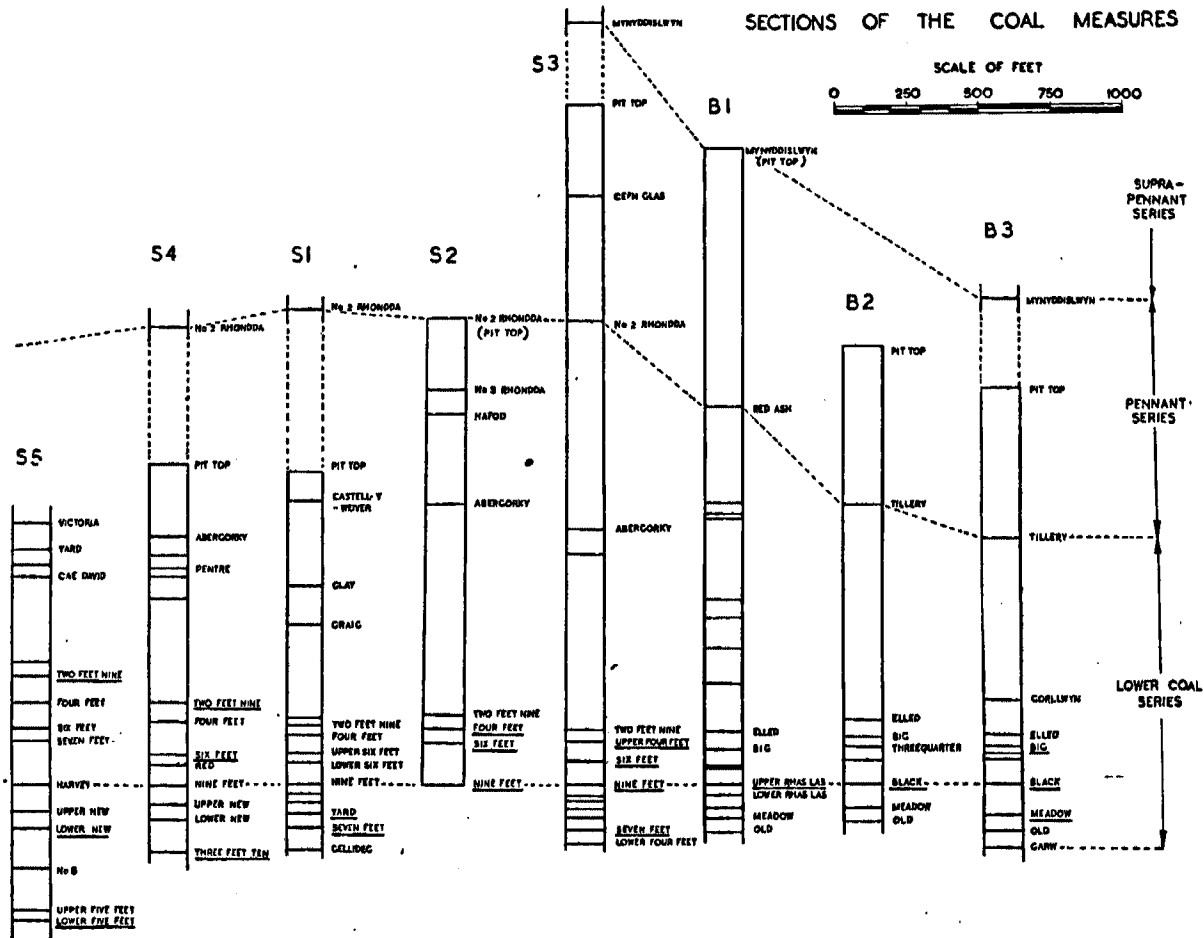 SECTIONS OF THE COAL MEASURES
SCALE OF FEET
0 250 500 750 1000
S5
VICTORIA
YARD
CAE DAVID
TWO FEET NINE
FOUR FEET
SIX FEET
SEVEN FEET
HARVEY
UPPER NEW
LOWER NEW
UPPER FIVE FEET
LOWER FIVE FEET
S4
No 2 RHONDDA
PIT TOP
ABERGORKY
PENTRE
TWO FEET NINE
FOUR FEET
SIX FEET
RED
NINE FEET
UPPER NEW
LOWER NEW
THREE FEET TEN
S1
No 2 RHONDDA
PIT TOP
CASTELL-Y
-WEIVER
CLAY
GRAIG
TWO FEET NINE
FOUR FEET
UPPER SIX FEET
LOWER SIX FEET
NINE FEET
YARD
SEVEN FEET
GELLIDEG
S2
No 2 RHONDDA
(PIT TOP)
No 3 RHONDDA
HAFOD
ABERGORKY
TWO FEET NINE
FOUR FEET
SIX FEET
NINE FEET
S3
MYNYDDISLWYN
PIT TOP
CEFN GLAS
No 2 RHONDDA
ABERGORKY
TWO FEET NINE
UPPER FOUR FEET
SIX FEET
NINE FEET
SEVEN FEET
LOWER FOUR FEET
B1
MYNYDDISLWYN
(PIT TOP)
RED ASH
ELLED
BIG
UPPER RHAS LAS
LOWER RHAS LAS
MEADOW
OLD
B2
PIT TOP
TILLERY
ELLED
BIG
THREEQUARTER
BLACK
MEADOW
OLD
B3
MYNYDDISLWYN
PIT TOP
TILLERY
GORLLWYN
ELLED
BIG
BLACK
MEADOW
OLD
GARW
SUPRA-
PENNANT
SERIES
PENNANT
SERIES
LOWER COAL
SERIES